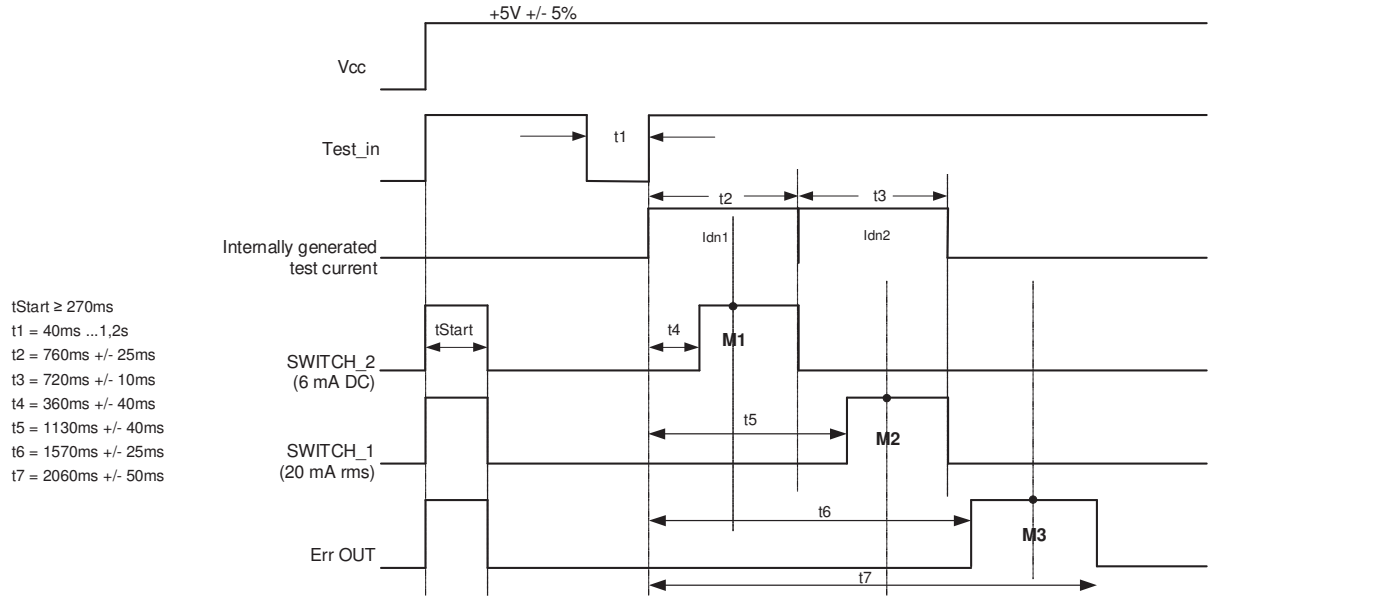 +5V +/- 5%
Vcc
Test_in
t1
t2
t3
Internally generated
test current
Idn1
Idn2
tStart ≥ 270ms
t1 = 40ms ...1,2s
t2 = 760ms +/- 25ms
t3 = 720ms +/- 10ms
t4 = 360ms +/- 40ms
t5 = 1130ms +/- 40ms
t6 = 1570ms +/- 25ms
t7 = 2060ms +/- 50ms
tStart
t4
M1
SWITCH_2
(6 mA DC)
t5
M2
SWITCH_1
(20 mA rms)
t6
M3
Err OUT
t7